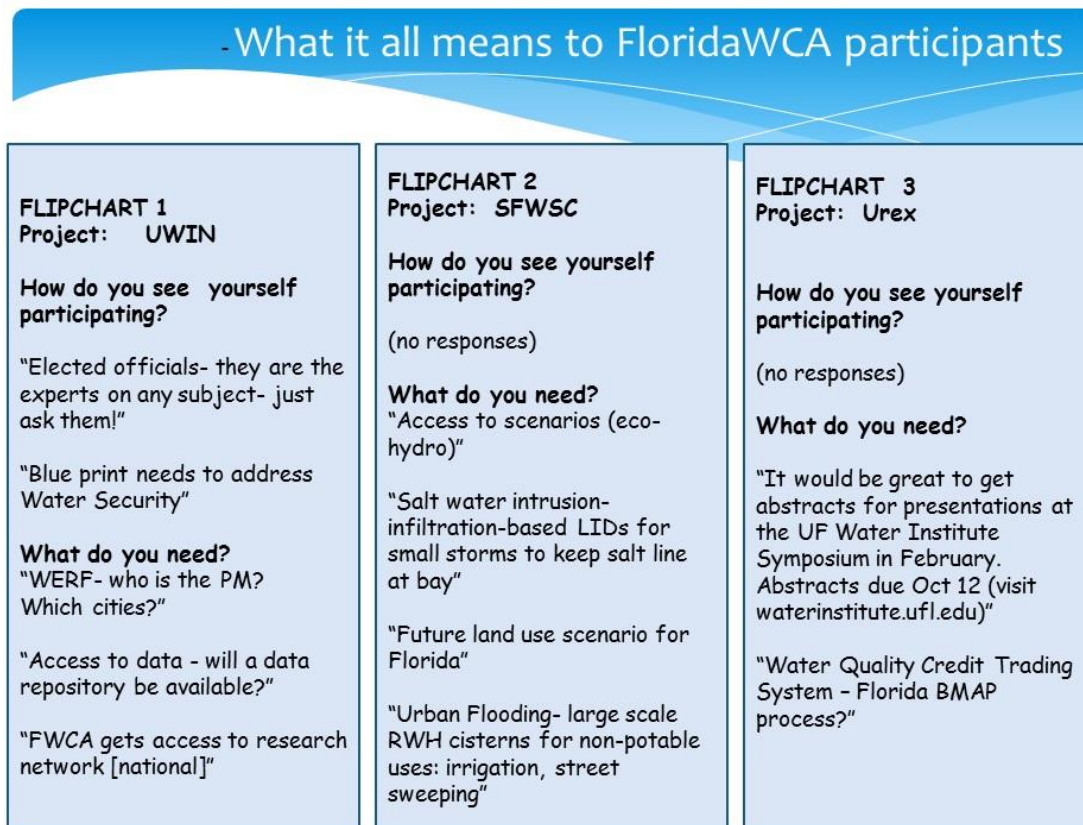 - What it all means to FloridaWCA participants
FLIPCHART 1
Project: UWIN
How do you see yourself
participating?
“Elected officials- they are the
experts on any subject- just
ask them!”
“Blue print needs to address
Water Security”
What do you need?
“WERF- who is the PM?
Which cities?”
“Access to data - will a data
repository be available?”
“FWCA gets access to research
network [national]”
FLIPCHART 2
Project: SFWSC
How do you see yourself
participating?
(no responses)
What do you need?
“Access to scenarios (eco-
hydro)”
“Salt water intrusion-
infiltration-based LIDs for
small storms to keep salt line
at bay”
“Future land use scenario for
Florida”
“Urban Flooding- large scale
RWH cisterns for non-potable
uses: irrigation, street
sweeping”
FLIPCHART 3
Project: Urex
How do you see yourself
participating?
(no responses)
What do you need?
“It would be great to get
abstracts for presentations at
the UF Water Institute
Symposium in February.
Abstracts due Oct 12 (visit
waterinstitute.ufl.edu)”
“Water Quality Credit Trading
System – Florida BMAP
process?”